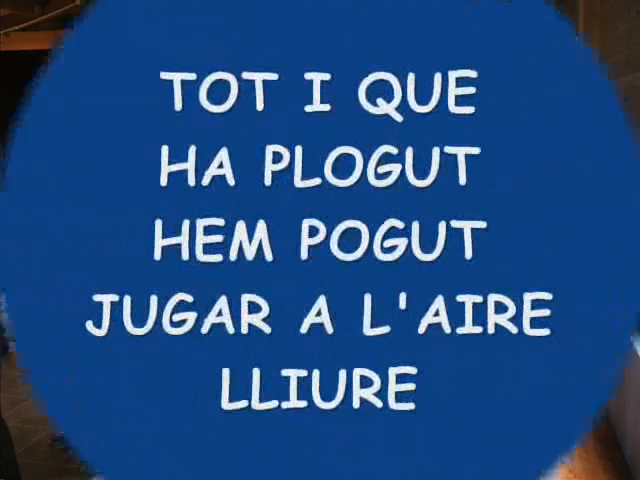 TOT I QUE
HA PLOGUT
HEM POGUT
JUGAR A L'AIRE
LLIURE